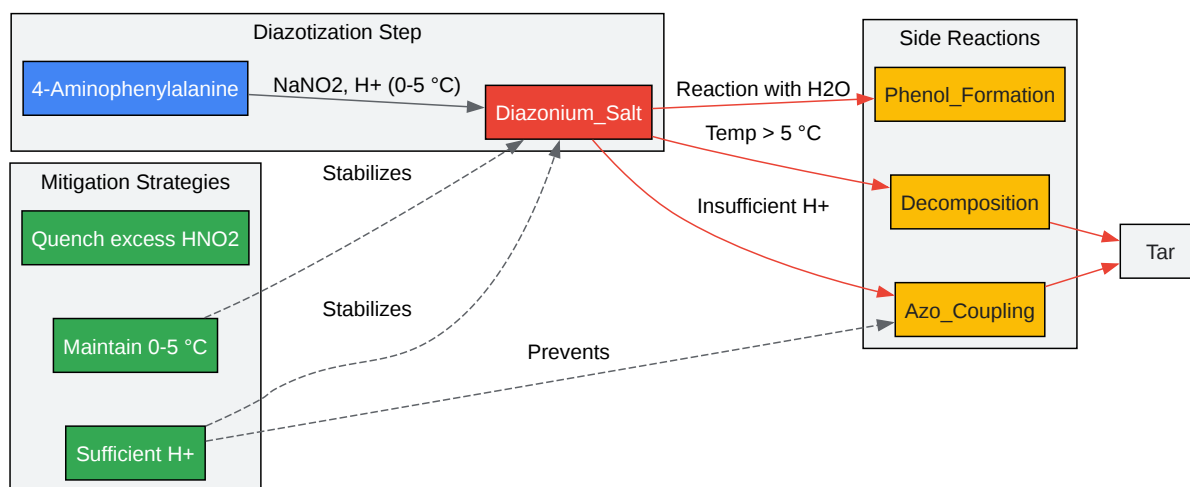 Diazotization Step
4-Aminophenylalanine
NaNO2, H+ (0-5 °C)
Diazonium_Salt
Side Reactions
Reaction with H2O
Phenol_Formation
Temp > 5 °C
Decomposition
Insufficient H+
Azo_Coupling
Tar
Mitigation Strategies
Quench excess HNO2
Stabilizes
Maintain 0-5 °C
Stabilizes
Prevents
Sufficient H+